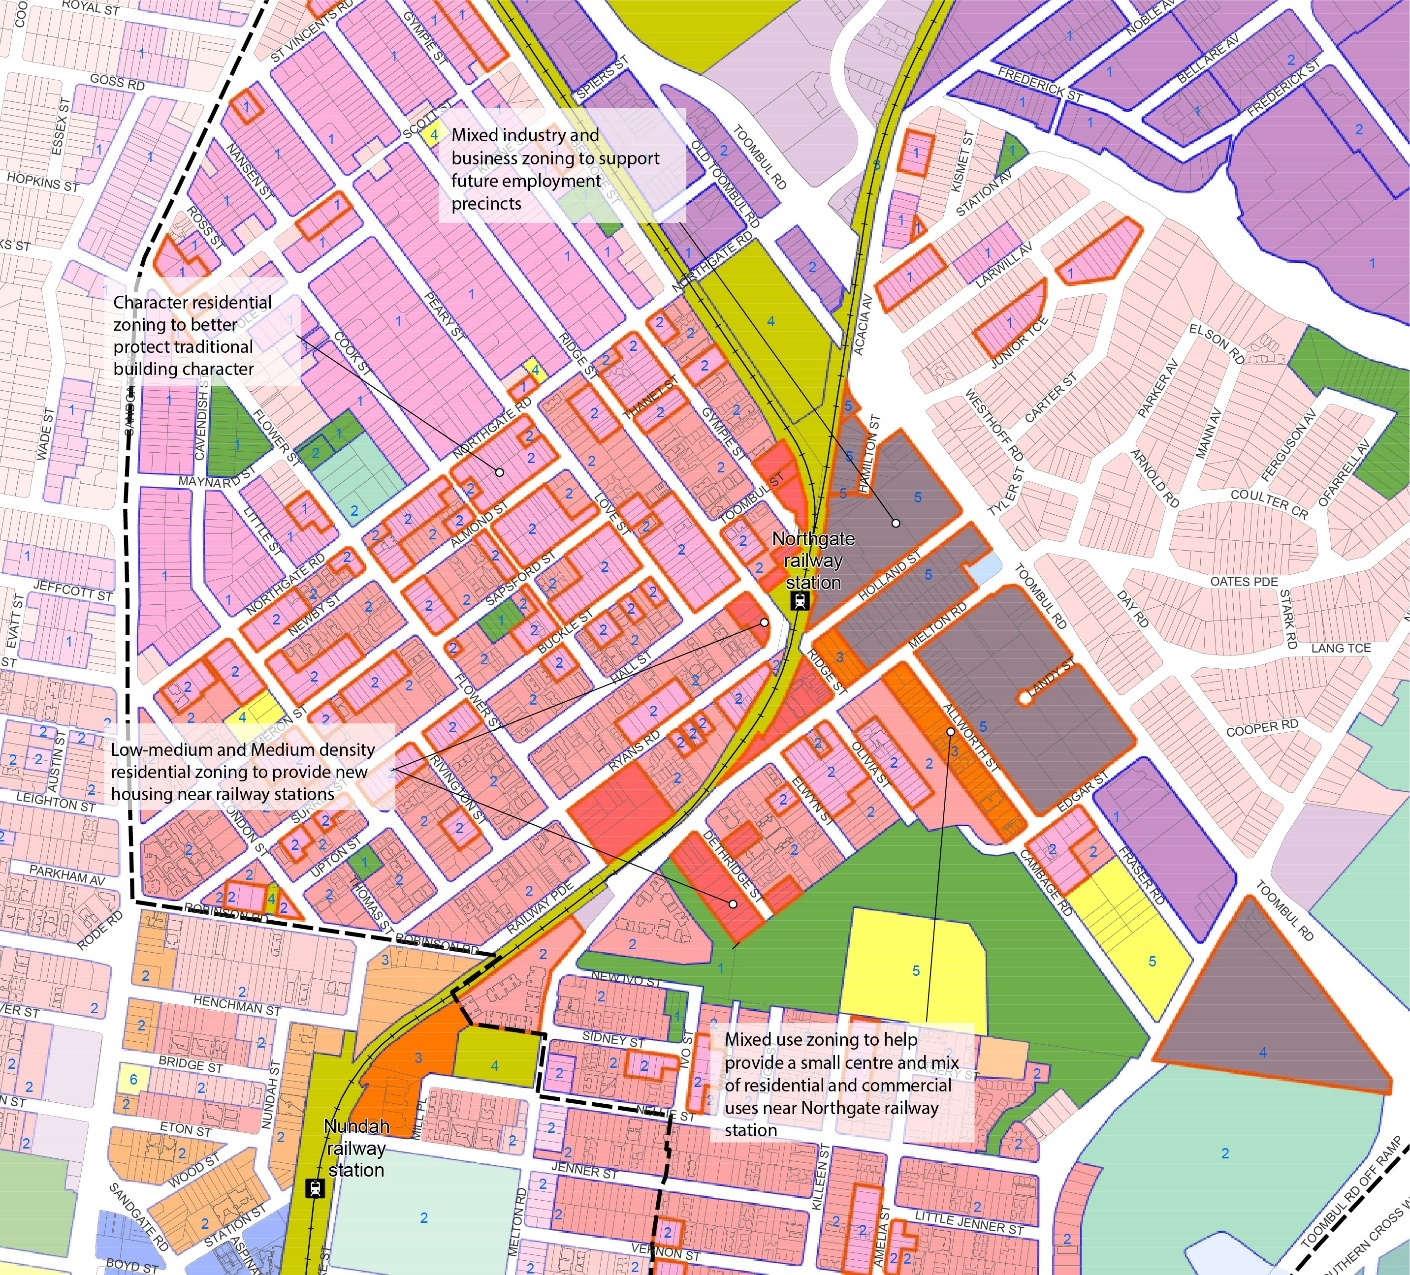 ROYAL ST
GOSS RD
ESSEX ST
HOPKINS ST
KS ST
WADE ST
JEFFCOTT ST
EVATT ST
AUSTIN ST
LEIGHTON ST
PARKHAM AV
RODE RD
ST VINCENTS RD
GYMPIE ST
NANSEN ST
ROSS ST
SPIERS ST
TOOMBUL RD
OLD TOOMBUL RD
NORTHGATE RD
NOBLE AV
BELLARE AV
FREDERICK ST
FREDERICK ST
KISMET ST
STATION AV
LARWILL AV
JUNIOR TCE
ACACIA AV
Mixed industry and
business zoning to support
future employment
precincts
Character residential
zoning to better
protect traditional
building character
PEARY ST
COOK ST
RIDGE ST
THANET ST
GYMPIE ST
NORTHGATE RD
CAVENDISH ST
FLOWER ST
MAYNARD ST
LITTLE ST
NORTHGATE RD
NEWBY ST
ALMOND ST
SAPSFORD ST
LOVE ST
TOOMBUL ST
BUCKLE ST
HALL ST
FLOWER ST
RYANS RD
RIVINGTON ST
HAMILTON ST
Northgate
railway
station
HOLLAND ST
MELTON RD
RIDGE ST
LANDY ST
ALLWORTH ST
EDGAR ST
OLIVIA ST
ELWYN ST
DETHRIDGE ST
CAMBAGE RD
FRASER RD
TOOMBUL RD
TOOMBUL RD
ELSON RD
PARKER AV
CARTER ST
WESTHOFF RD
MANN AV
FERGUSON AV
OFARRELL AV
ARNOLD RD
COULTER CR
TYLER ST
OATES PDE
DAY RD
STARK RD
LANG TCE
COOPER RD
Low-medium and Medium density
residential zoning to provide new
housing near railway stations
UPTON ST
THOMAS ST
ROBINSON RD
ROBINSON RD
RAILWAY PDE
HENCHMAN ST
BRIDGE ST
ETON ST
WOOD ST
STATION ST
SANDGATE RD
BOYD ST
NUNDAH ST
MILL PL
Nundah
railway
station
NEW IVO ST
SIDNEY ST
IVO ST
NELLIE ST
JENNER ST
MELTON RD
VERNON ST
KILLEEN ST
AMELIA ST
LITTLE JENNER ST
Mixed use zoning to help
provide a small centre and mix
of residential and commercial
uses near Northgate railway
station
TOOMBUL RD OFF RAMP